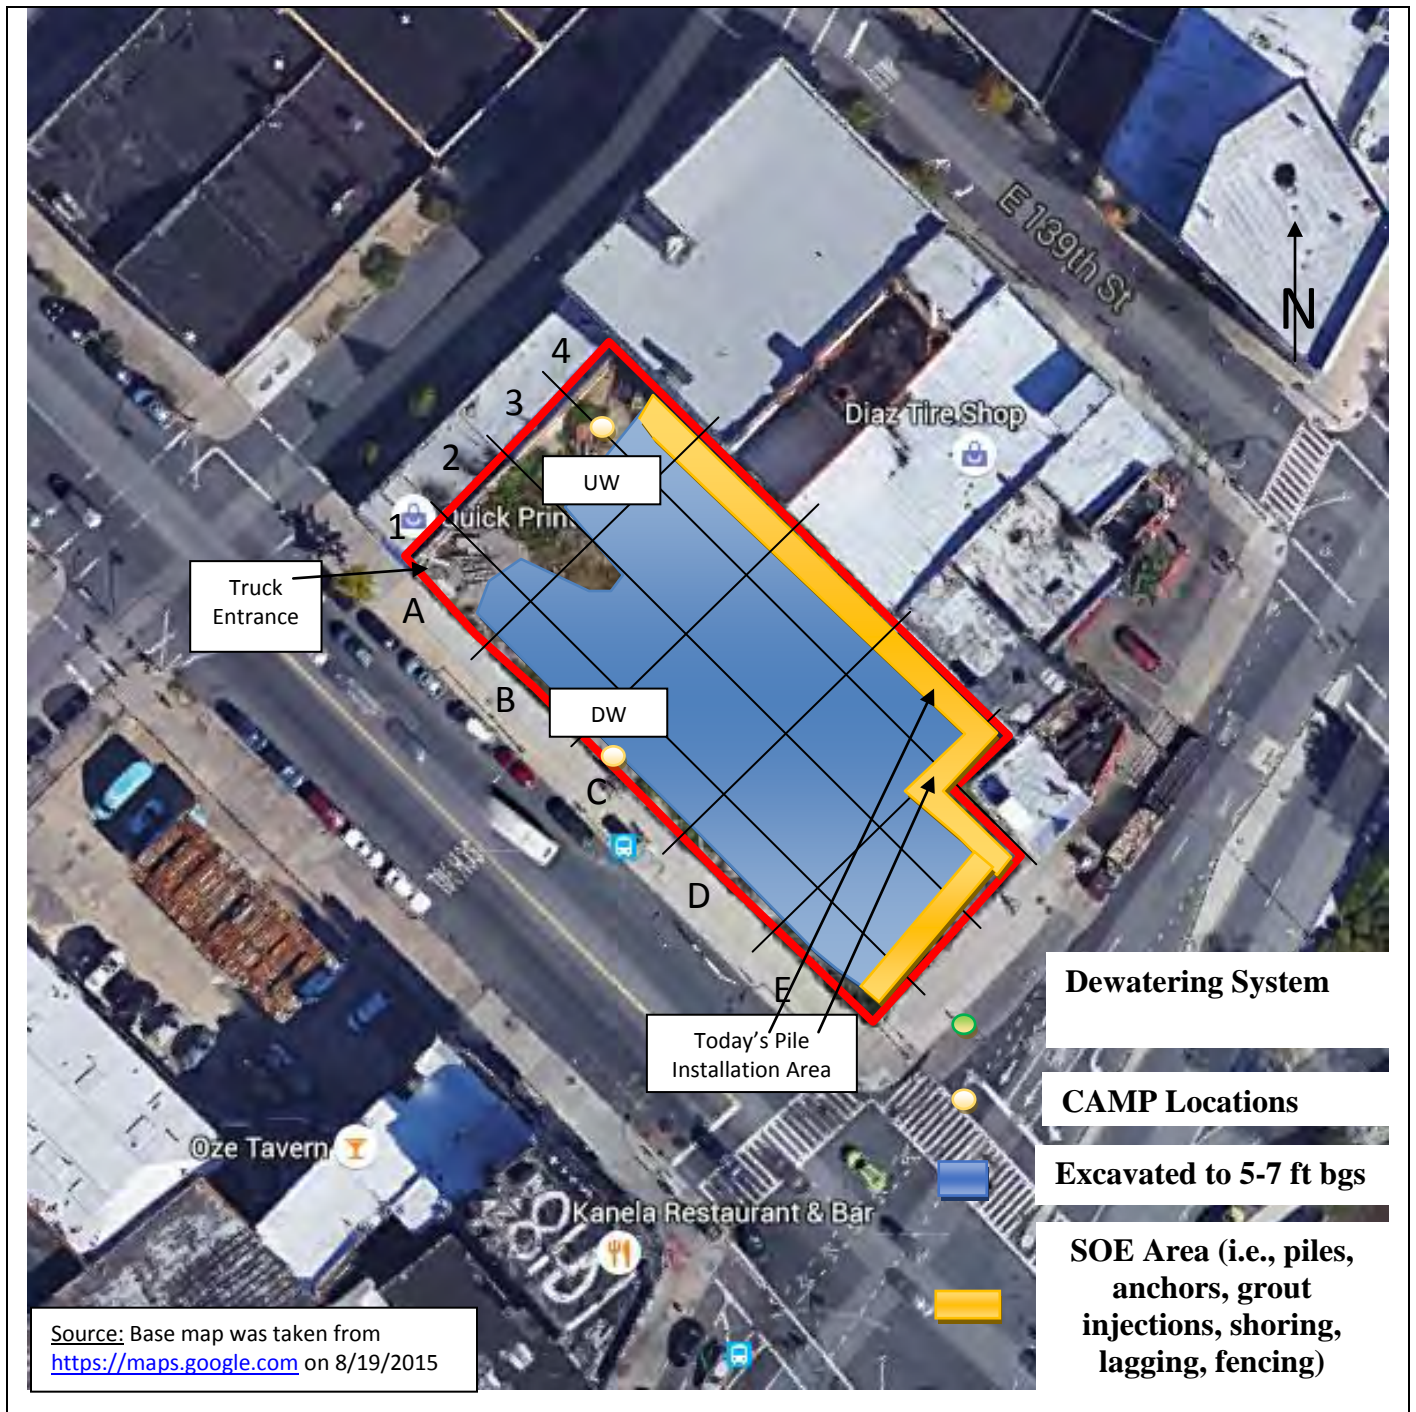 E 139th St
N
4
3
Diaz Tire Shop
2
UW
1
Quick Prin
Truck
Entrance
A
B
DW
C
D
E
Dewatering System
Today's Pile
Installation Area
CAMP Locations
Oze Tavern
Excavated to 5-7 ft bgs
Kanela Restaurant & Bar
SOE Area (i.e., piles,
anchors, grout
injections, shoring,
lagging, fencing)
Source: Base map was taken from
https://maps.google.com on 8/19/2015